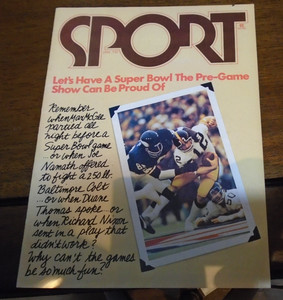 SPORT
Let's Have A Super Bowl The Pre-Game
Show Can Be Proud Of
Remember
when Max McGee
partied all
night before a
Super Bowl game
or when Joe
Namath offered
to fight a 250 lb.
Baltimore Colt
...or when Duane
Thomas spoke...or
when Richard Nixon
sent in a play that
didn't work?
Why can't the games
be so much fun?